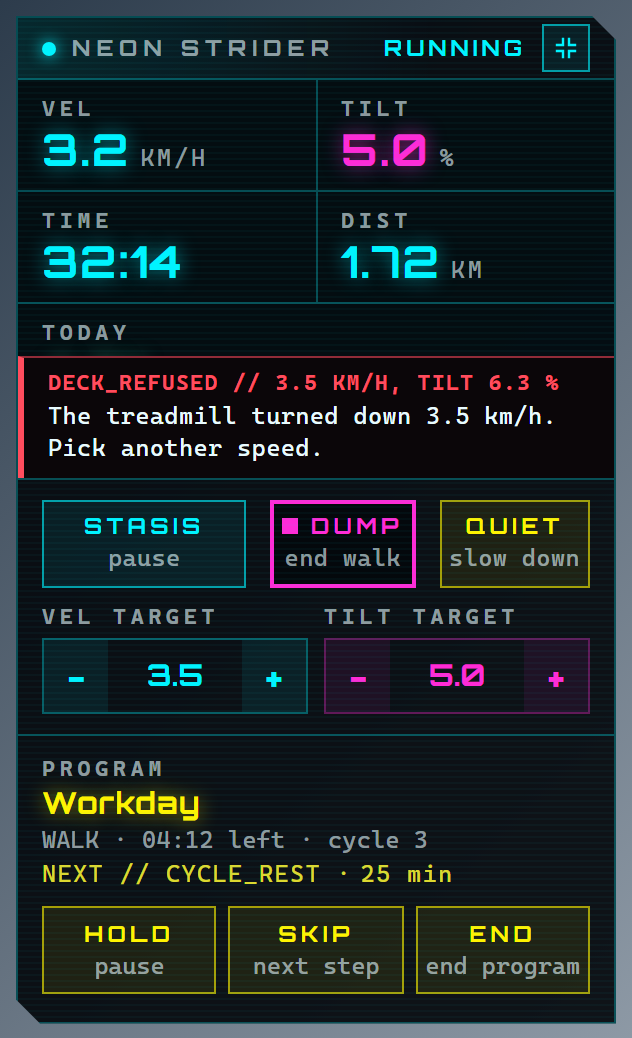 NEON STRIDER RUNNING
VEL
3.2 KM/H
TILT
5.0 %
TIME
32:14
DIST
1.72 KM
TODAY
DECK_REFUSED // 3.5 KM/H, TILT 6.3 %
The treadmill turned down 3.5 km/h.
Pick another speed.
STASIS
pause
DUMP
end walk
QUIET
slow down
VEL TARGET
- 3.5 +
TILT TARGET
- 5.0 +
PROGRAM
Workday
WALK · 04:12 left · cycle 3
NEXT // CYCLE_REST · 25 min
HOLD
pause
SKIP
next step
END
end program